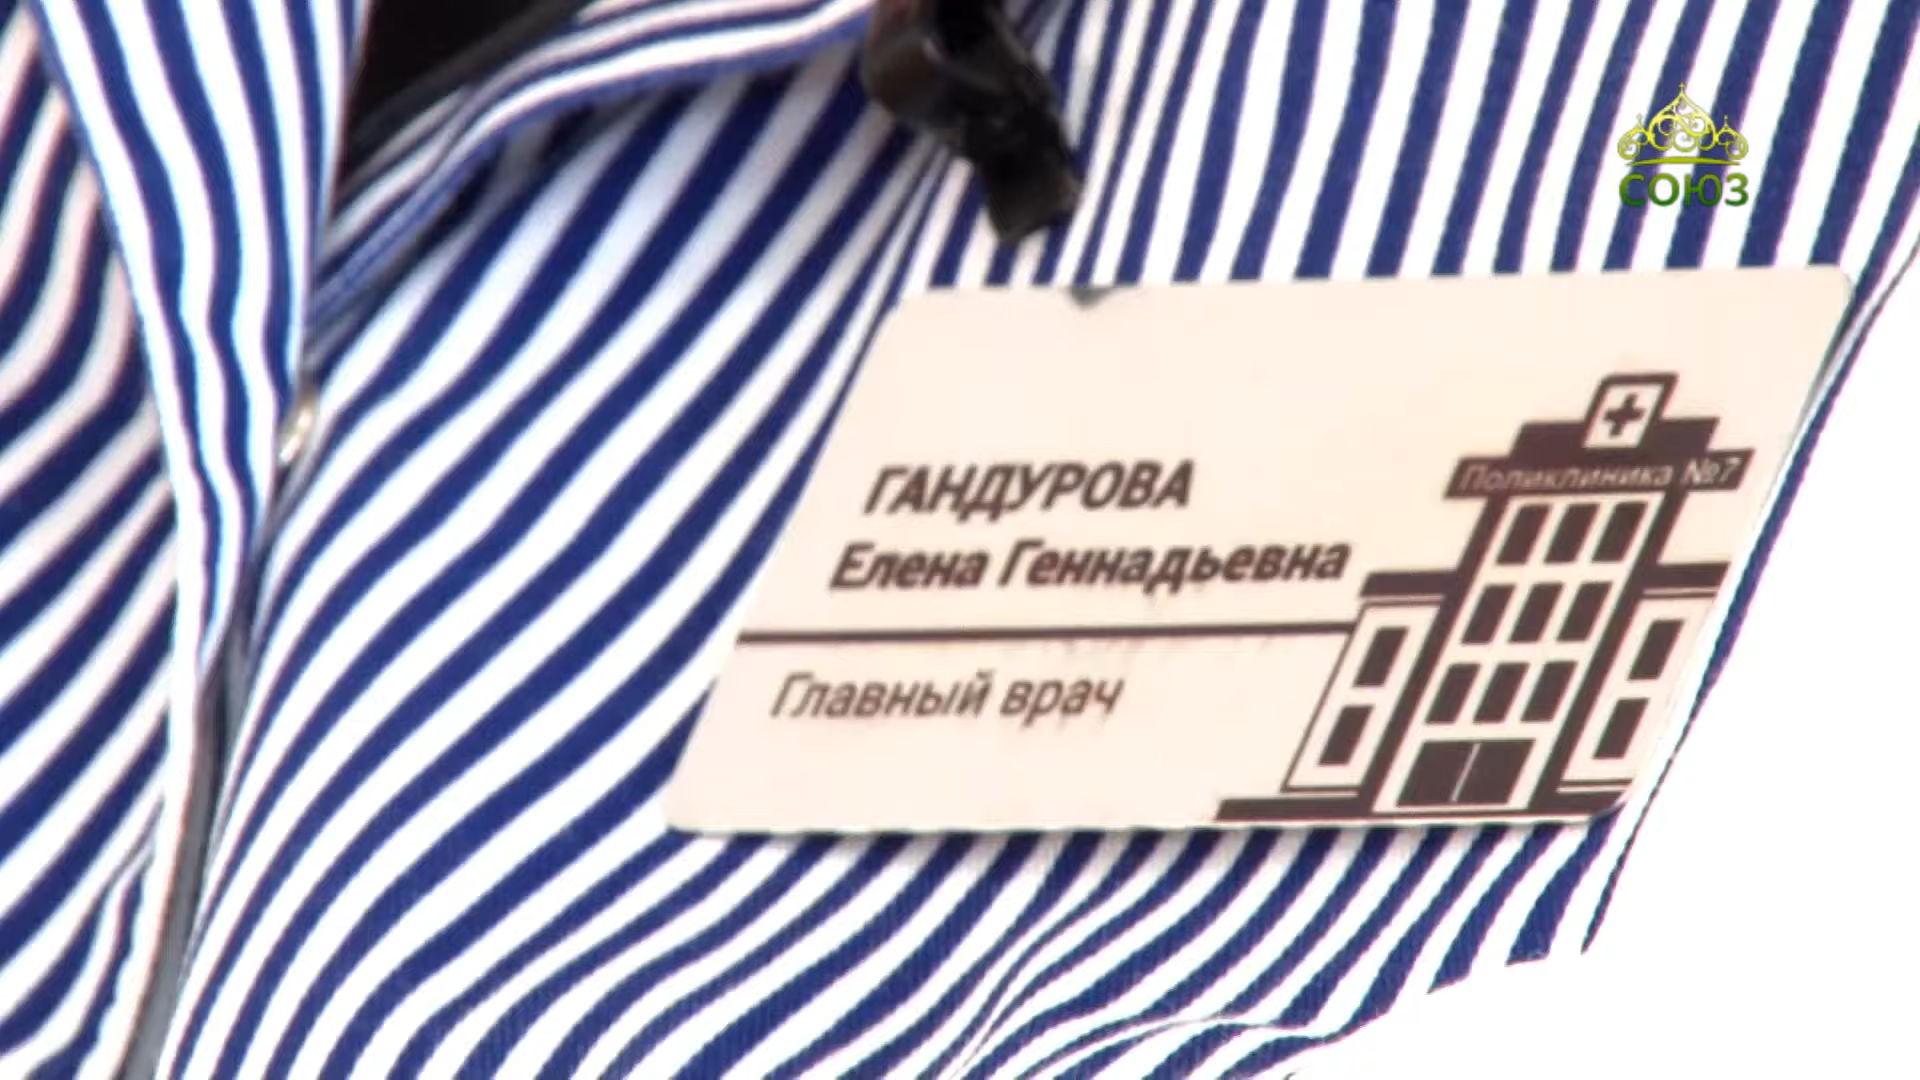 СОЮЗ
Поликлиника №7
ГАНДУРОВА
Елена Геннадьевна
Главный врач